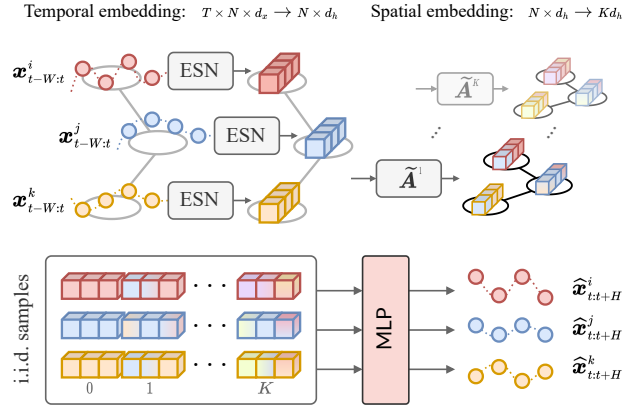 Temporal embedding: T × N × d_x → N × d_h
Spatial embedding: N × d_h → K d_h
x^i_{t−W:t}
ESN
Ã^K
x^j_{t−W:t}
ESN
x^k_{t−W:t}
ESN
Ã^1
i.i.d. samples
. . .
. . .
. . .
0 1 K
MLP
x̂^i_{t:t+H}
x̂^j_{t:t+H}
x̂^k_{t:t+H}